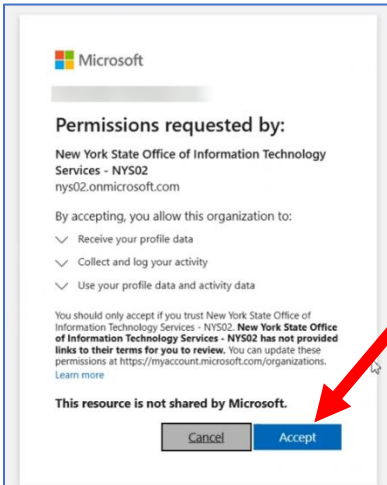 Microsoft
Permissions requested by:
New York State Office of Information Technology
Services - NYS02
nys02.onmicrosoft.com
By accepting, you allow this organization to:
Receive your profile data
Collect and log your activity
Use your profile data and activity data
You should only accept if you trust New York State Office of
Information Technology Services - NYS02. New York State Office
of Information Technology Services - NYS02 has not provided
links to their terms for you to review. You can update these
permissions at https://myaccount.microsoft.com/organizations.
Learn more
This resource is not shared by Microsoft.
Cancel
Accept